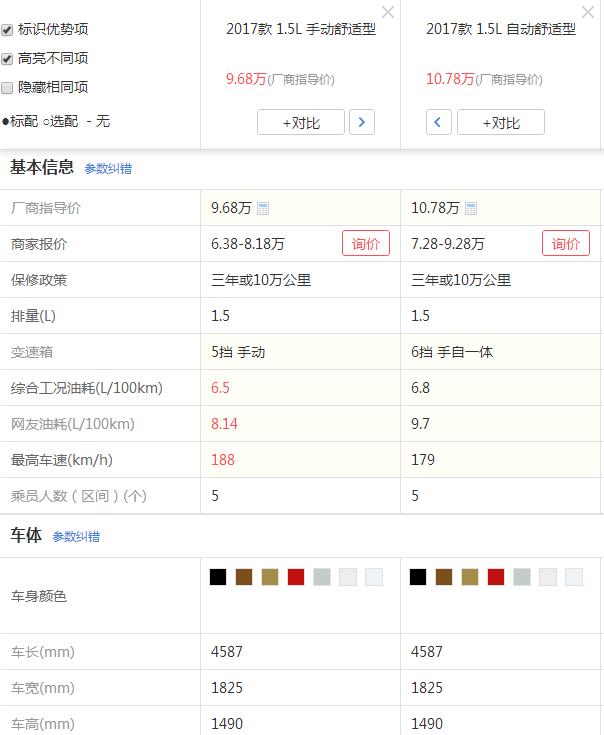 标识优势项
高亮不同项
隐藏相同项
●标配 ○选配 - 无
2017款 1.5L 手动舒适型
9.68万(厂商指导价)
+对比
2017款 1.5L 自动舒适型
10.78万(厂商指导价)
+对比
基本信息 参数纠错
厂商指导价 9.68万 10.78万
商家报价 6.38-8.18万 询价 7.28-9.28万 询价
保修政策 三年或10万公里 三年或10万公里
排量(L) 1.5 1.5
变速箱 5挡 手动 6挡 手自一体
综合工况油耗(L/100km) 6.5 6.8
网友油耗(L/100km) 8.14 9.7
最高车速(km/h) 188 179
乘员人数（区间）(个) 5 5
车体 参数纠错
车身颜色
车长(mm) 4587 4587
车宽(mm) 1825 1825
车高(mm) 1490 1490